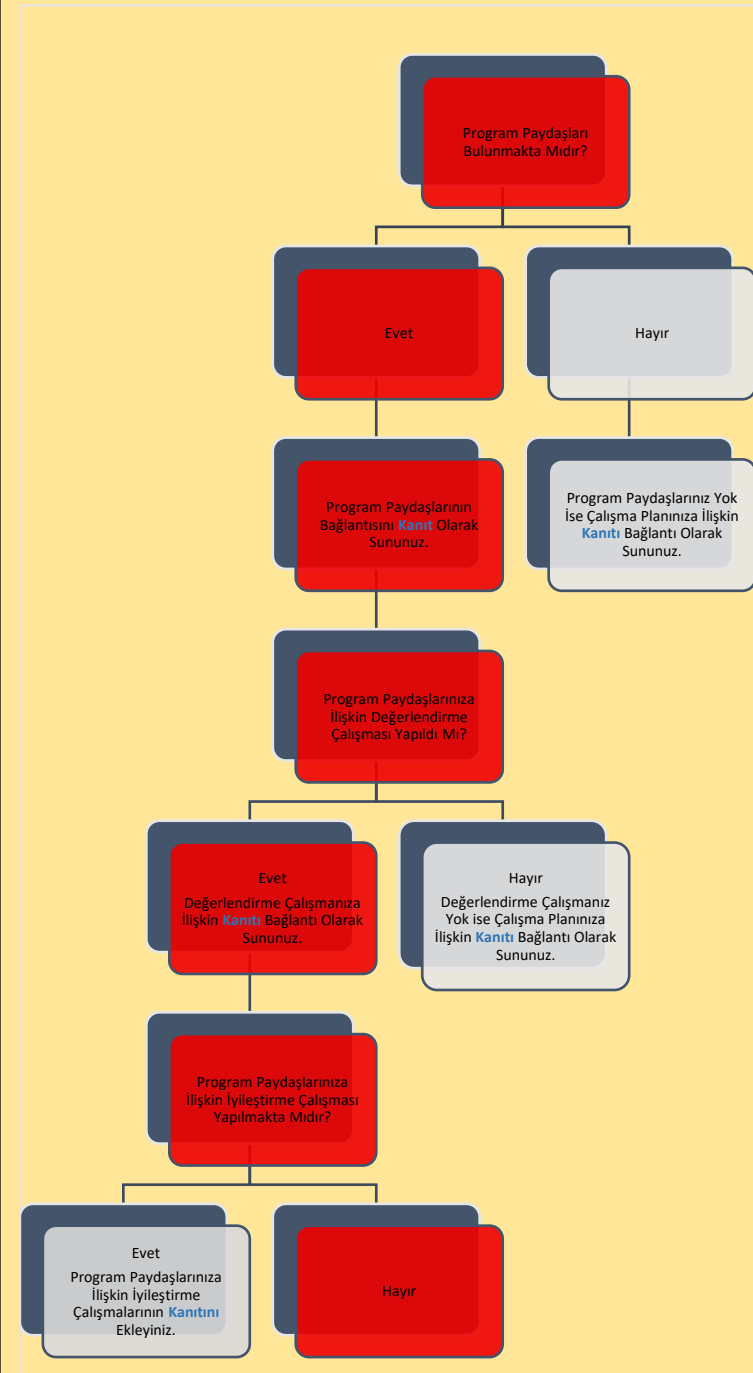 Program Paydaşları
Bulunmakta Mıdır?
Evet
Hayır
Program Paydaşlarının
Bağlantısını Kanıt Olarak
Sununuz.
Program Paydaşlarınız Yok
İse Çalışma Planınıza İlişkin
Kanıtı Bağlantı Olarak
Sununuz.
Program Paydaşlarınıza
İlişkin Değerlendirme
Çalışması Yapıldı Mı?
Evet
Değerlendirme Çalışmanıza
İlişkin Kanıtı Bağlantı Olarak
Sununuz.
Hayır
Değerlendirme Çalışmanız
Yok ise Çalışma Planınıza
İlişkin Kanıtı Bağlantı Olarak
Sununuz.
Program Paydaşlarınıza
İlişkin İyileştirme Çalışması
Yapılmakta Mıdır?
Evet
Program Paydaşlarınıza
İlişkin İyileştirme
Çalışmalarının Kanıtını
Ekleyiniz.
Hayır